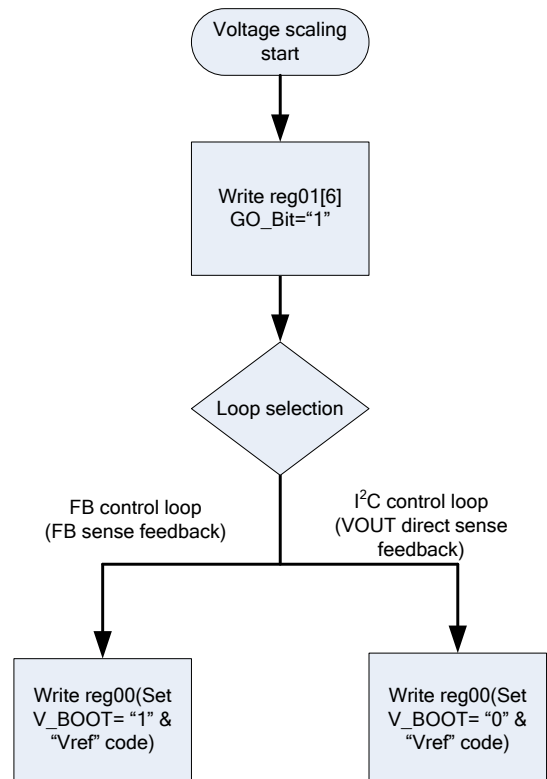 Voltage scaling
start
Write reg01[6]
GO_Bit=“1”
Loop selection
FB control loop
(FB sense feedback)
I²C control loop
(VOUT direct sense
feedback)
Write reg00(Set
V_BOOT= “1” &
“Vref” code)
Write reg00(Set
V_BOOT= “0” &
“Vref” code)